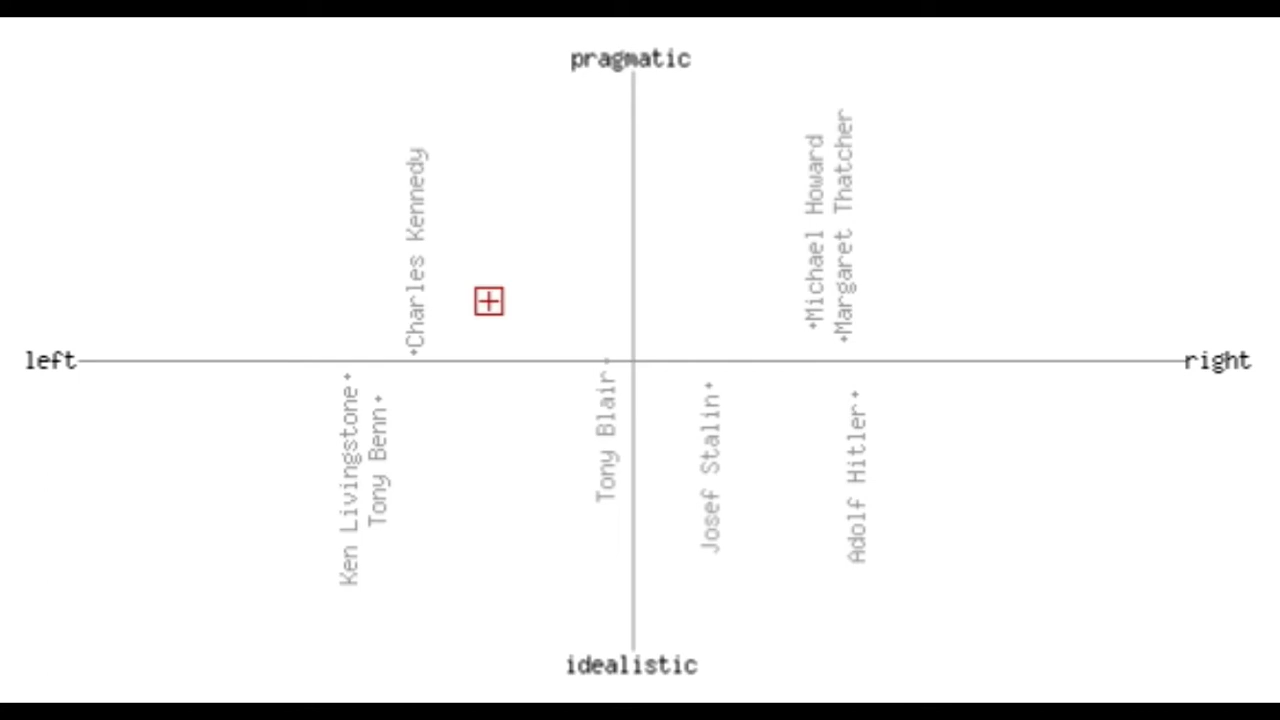 pragmatic
Charles Kennedy
Michael Howard
Margaret Thatcher
left
right
Ken Livingstone
Tony Benn
Tony Blair
Josef Stalin
Adolf Hitler
idealistic